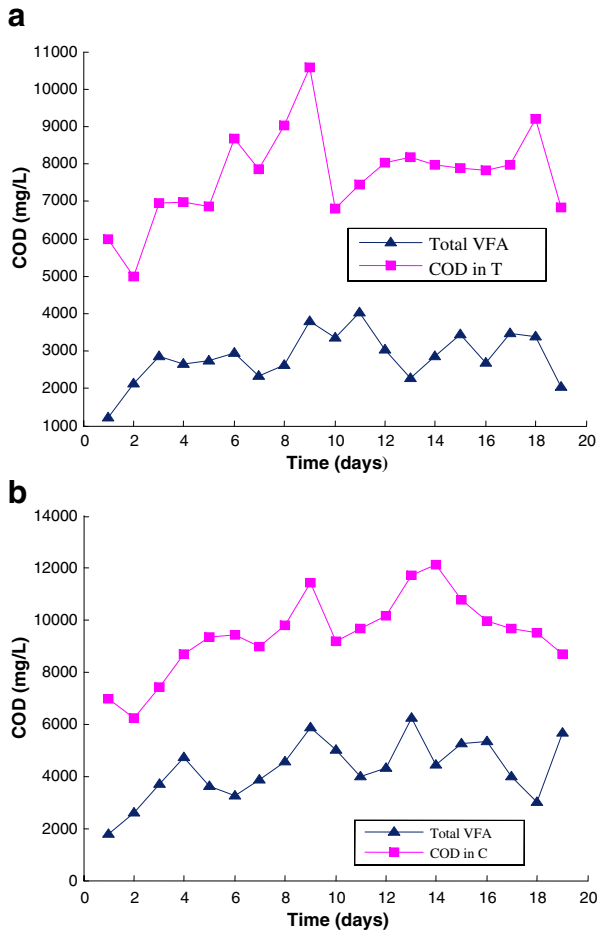 a
11000
10000
9000
8000
7000
6000
5000
4000
3000
2000
1000
COD (mg/L)
Total VFA
COD in T
0 2 4 6 8 10 12 14 16 18 20
Time (days)
b
14000
12000
10000
8000
6000
4000
2000
0
COD (mg/L)
Total VFA
COD in C
0 2 4 6 8 10 12 14 16 18 20
Time (days)